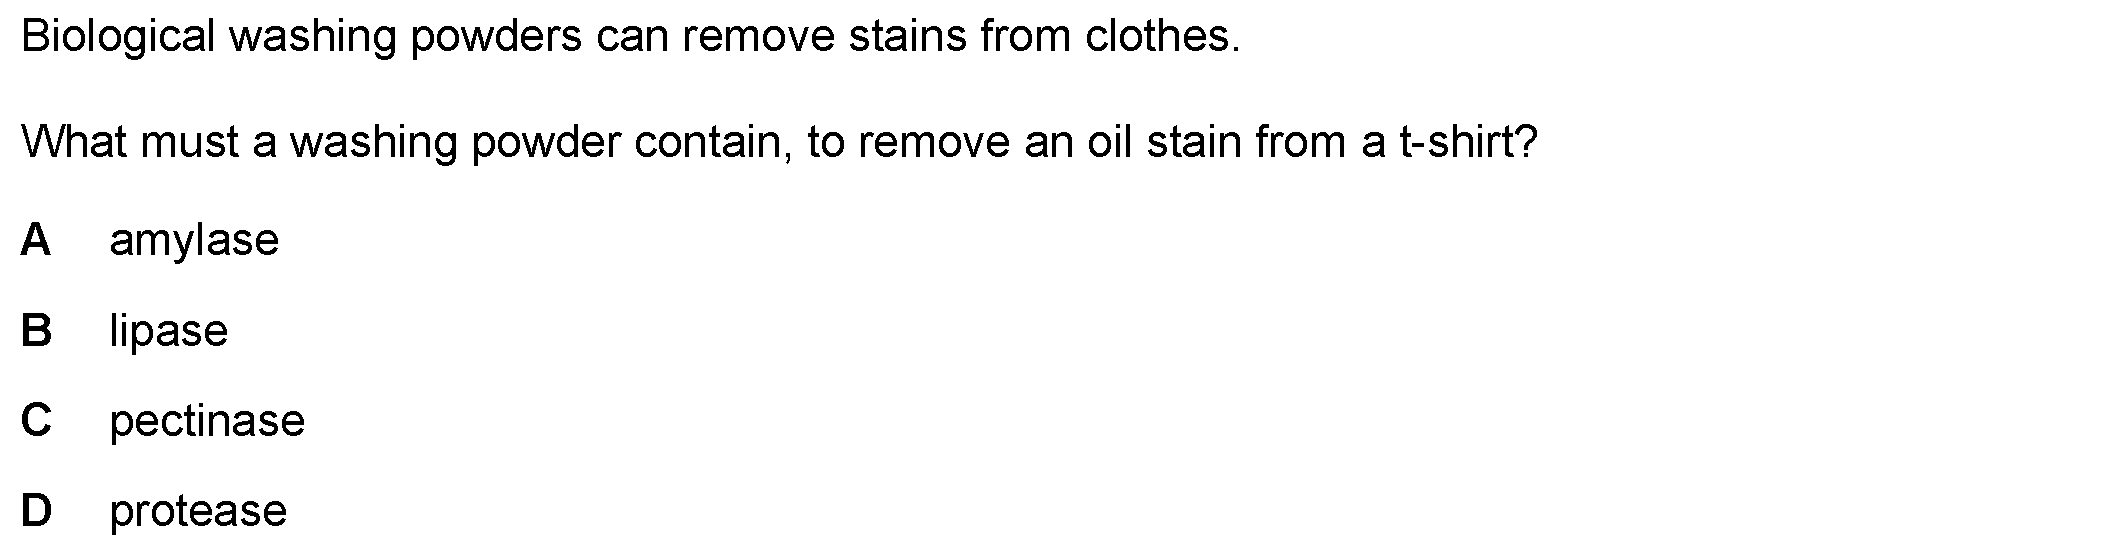 Biological washing powders can remove stains from clothes.
What must a washing powder contain, to remove an oil stain from a t-shirt?
A amylase
B lipase
C pectinase
D protease